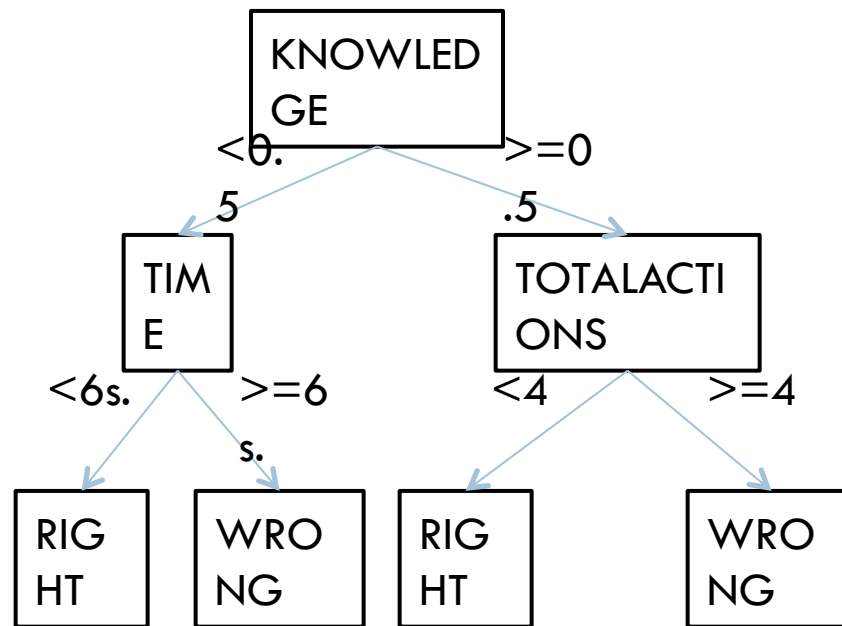 KNOWLED
GE
<0.
5
>=0
.5
TIM
E
TOTALACTI
ONS
<6s.
>=6
s.
<4
>=4
RIG
HT
WRO
NG
RIG
HT
WRO
NG